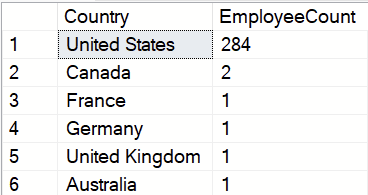 Country EmployeeCount
1 United States 284
2 Canada 2
3 France 1
4 Germany 1
5 United Kingdom 1
6 Australia 1